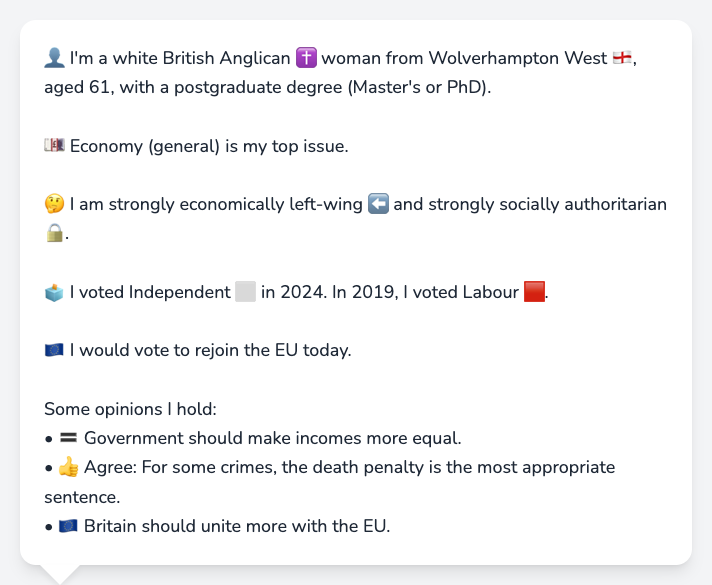 👤 I'm a white British Anglican ✝️ woman from Wolverhampton West 🏴󠁧󠁢󠁥󠁮󠁧󠁿,
aged 61, with a postgraduate degree (Master's or PhD).
💷 Economy (general) is my top issue.
🤔 I am strongly economically left-wing ⬅️ and strongly socially authoritarian
🔒.
🗳️ I voted Independent ⬜ in 2024. In 2019, I voted Labour 🟥.
🇪🇺 I would vote to rejoin the EU today.
Some opinions I hold:
• 🟰 Government should make incomes more equal.
• 👍 Agree: For some crimes, the death penalty is the most appropriate
sentence.
• 🇪🇺 Britain should unite more with the EU.